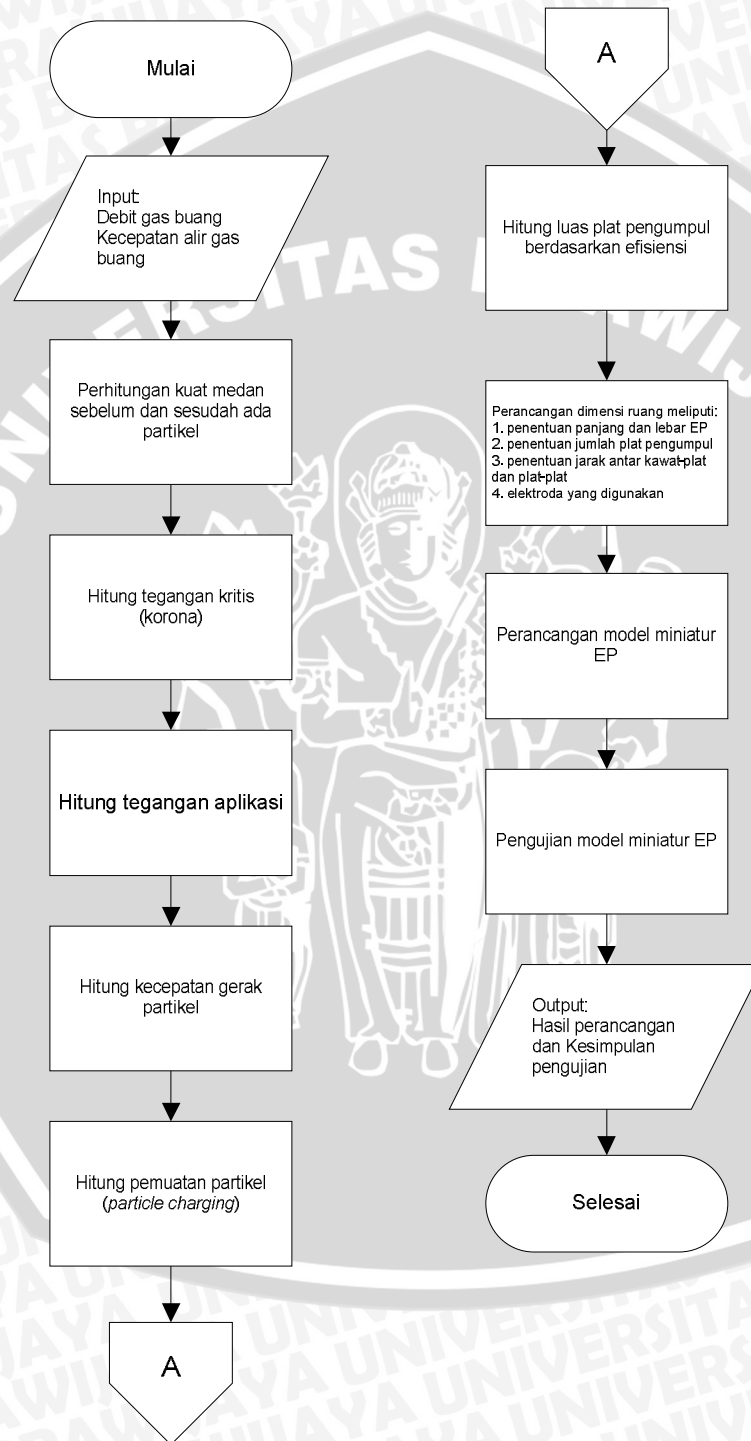 Mulai
Input:
Debit gas buang
Kecepatan alir gas
buang
Perhitungan kuat medan
sebelum dan sesudah ada
partikel
Hitung tegangan kritis
(korona)
Hitung tegangan aplikasi
Hitung kecepatan gerak
partikel
Hitung pemuatan partikel
(particle charging)
A
A
Hitung luas plat pengumpul
berdasarkan efisiensi
Perancangan dimensi ruang meliputi:
1. penentuan panjang dan lebar EP
2. penentuan jumlah plat pengumpul
3. penentuan jarak antar kawat-plat
dan plat-plat
4. elektroda yang digunakan
Perancangan model miniatur
EP
Pengujian model miniatur EP
Output:
Hasil perancangan
dan Kesimpulan
pengujian
Selesai